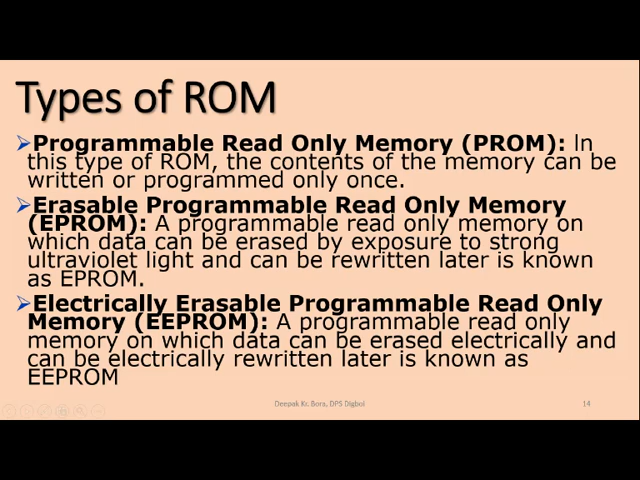 Types of ROM
➢Programmable Read Only Memory (PROM): In
this type of ROM, the contents of the memory can be
written or programmed only once.
➢Erasable Programmable Read Only Memory
(EPROM): A programmable read only memory on
which data can be erased by exposure to strong
ultraviolet light and can be rewritten later is known
as EPROM.
➢Electrically Erasable Programmable Read Only
Memory (EEPROM): A programmable read only
memory on which data can be erased electrically and
can be electrically rewritten later is known as
EEPROM
Deepak Kr. Bora, DPS Digboi 14